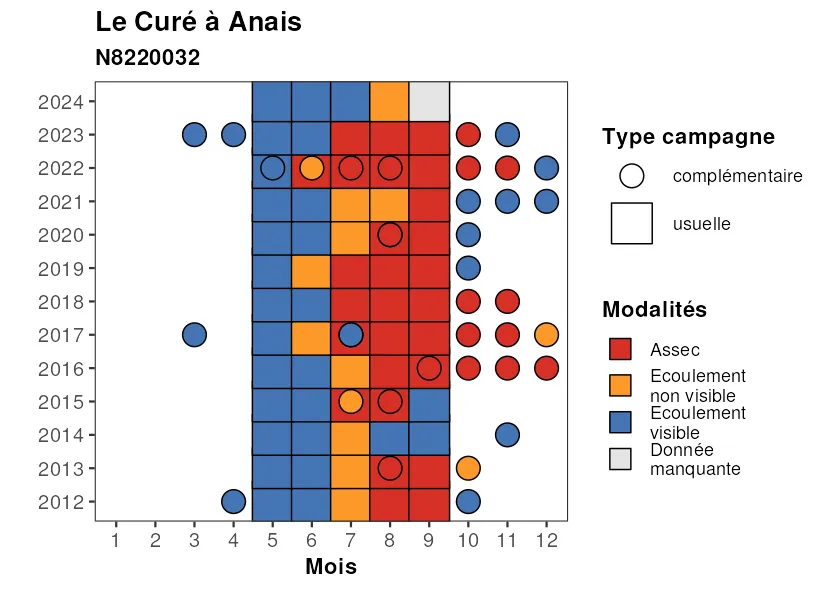 Le Curé à Anais
N8220032
2024
2023
2022
2021
2020
2019
2018
2017
2016
2015
2014
2013
2012
1 2 3 4 5 6 7 8 9 10 11 12
Mois
Type campagne
complémentaire
usuelle
Modalités
Assec
Ecoulement
non visible
Ecoulement
visible
Donnée
manquante